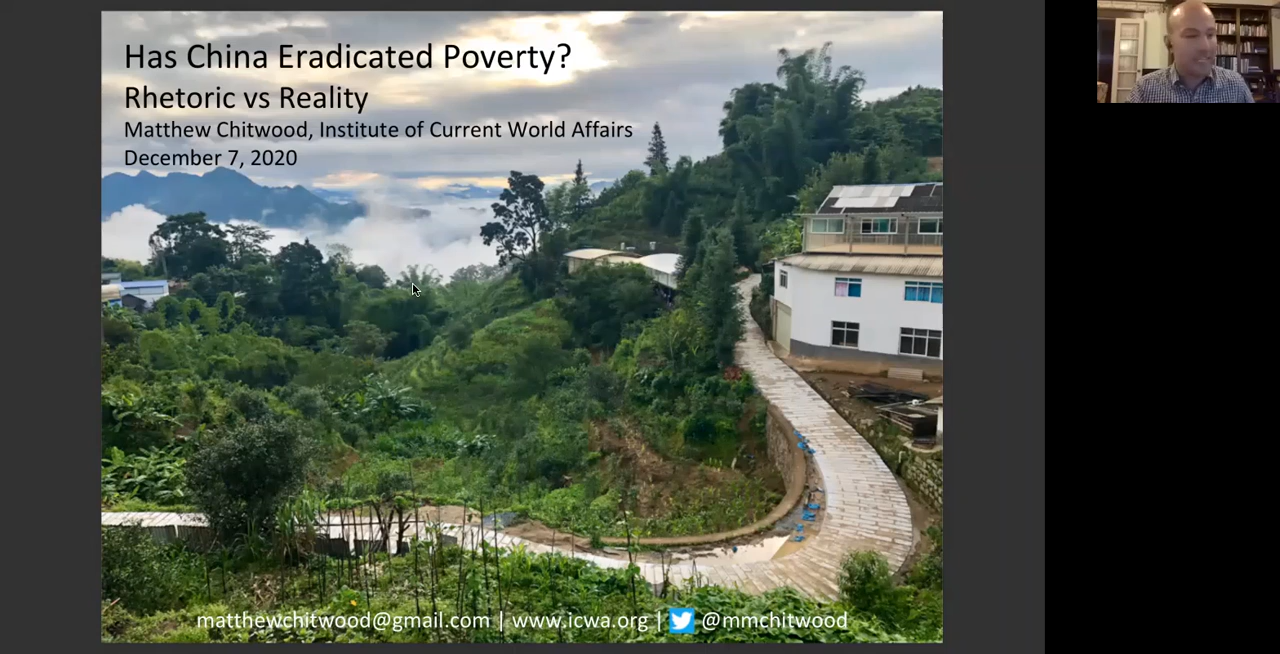 Has China Eradicated Poverty?
Rhetoric vs Reality
Matthew Chitwood, Institute of Current World Affairs
December 7, 2020
matthewchitwood@gmail.com | www.icwa.org | @mmchitwood